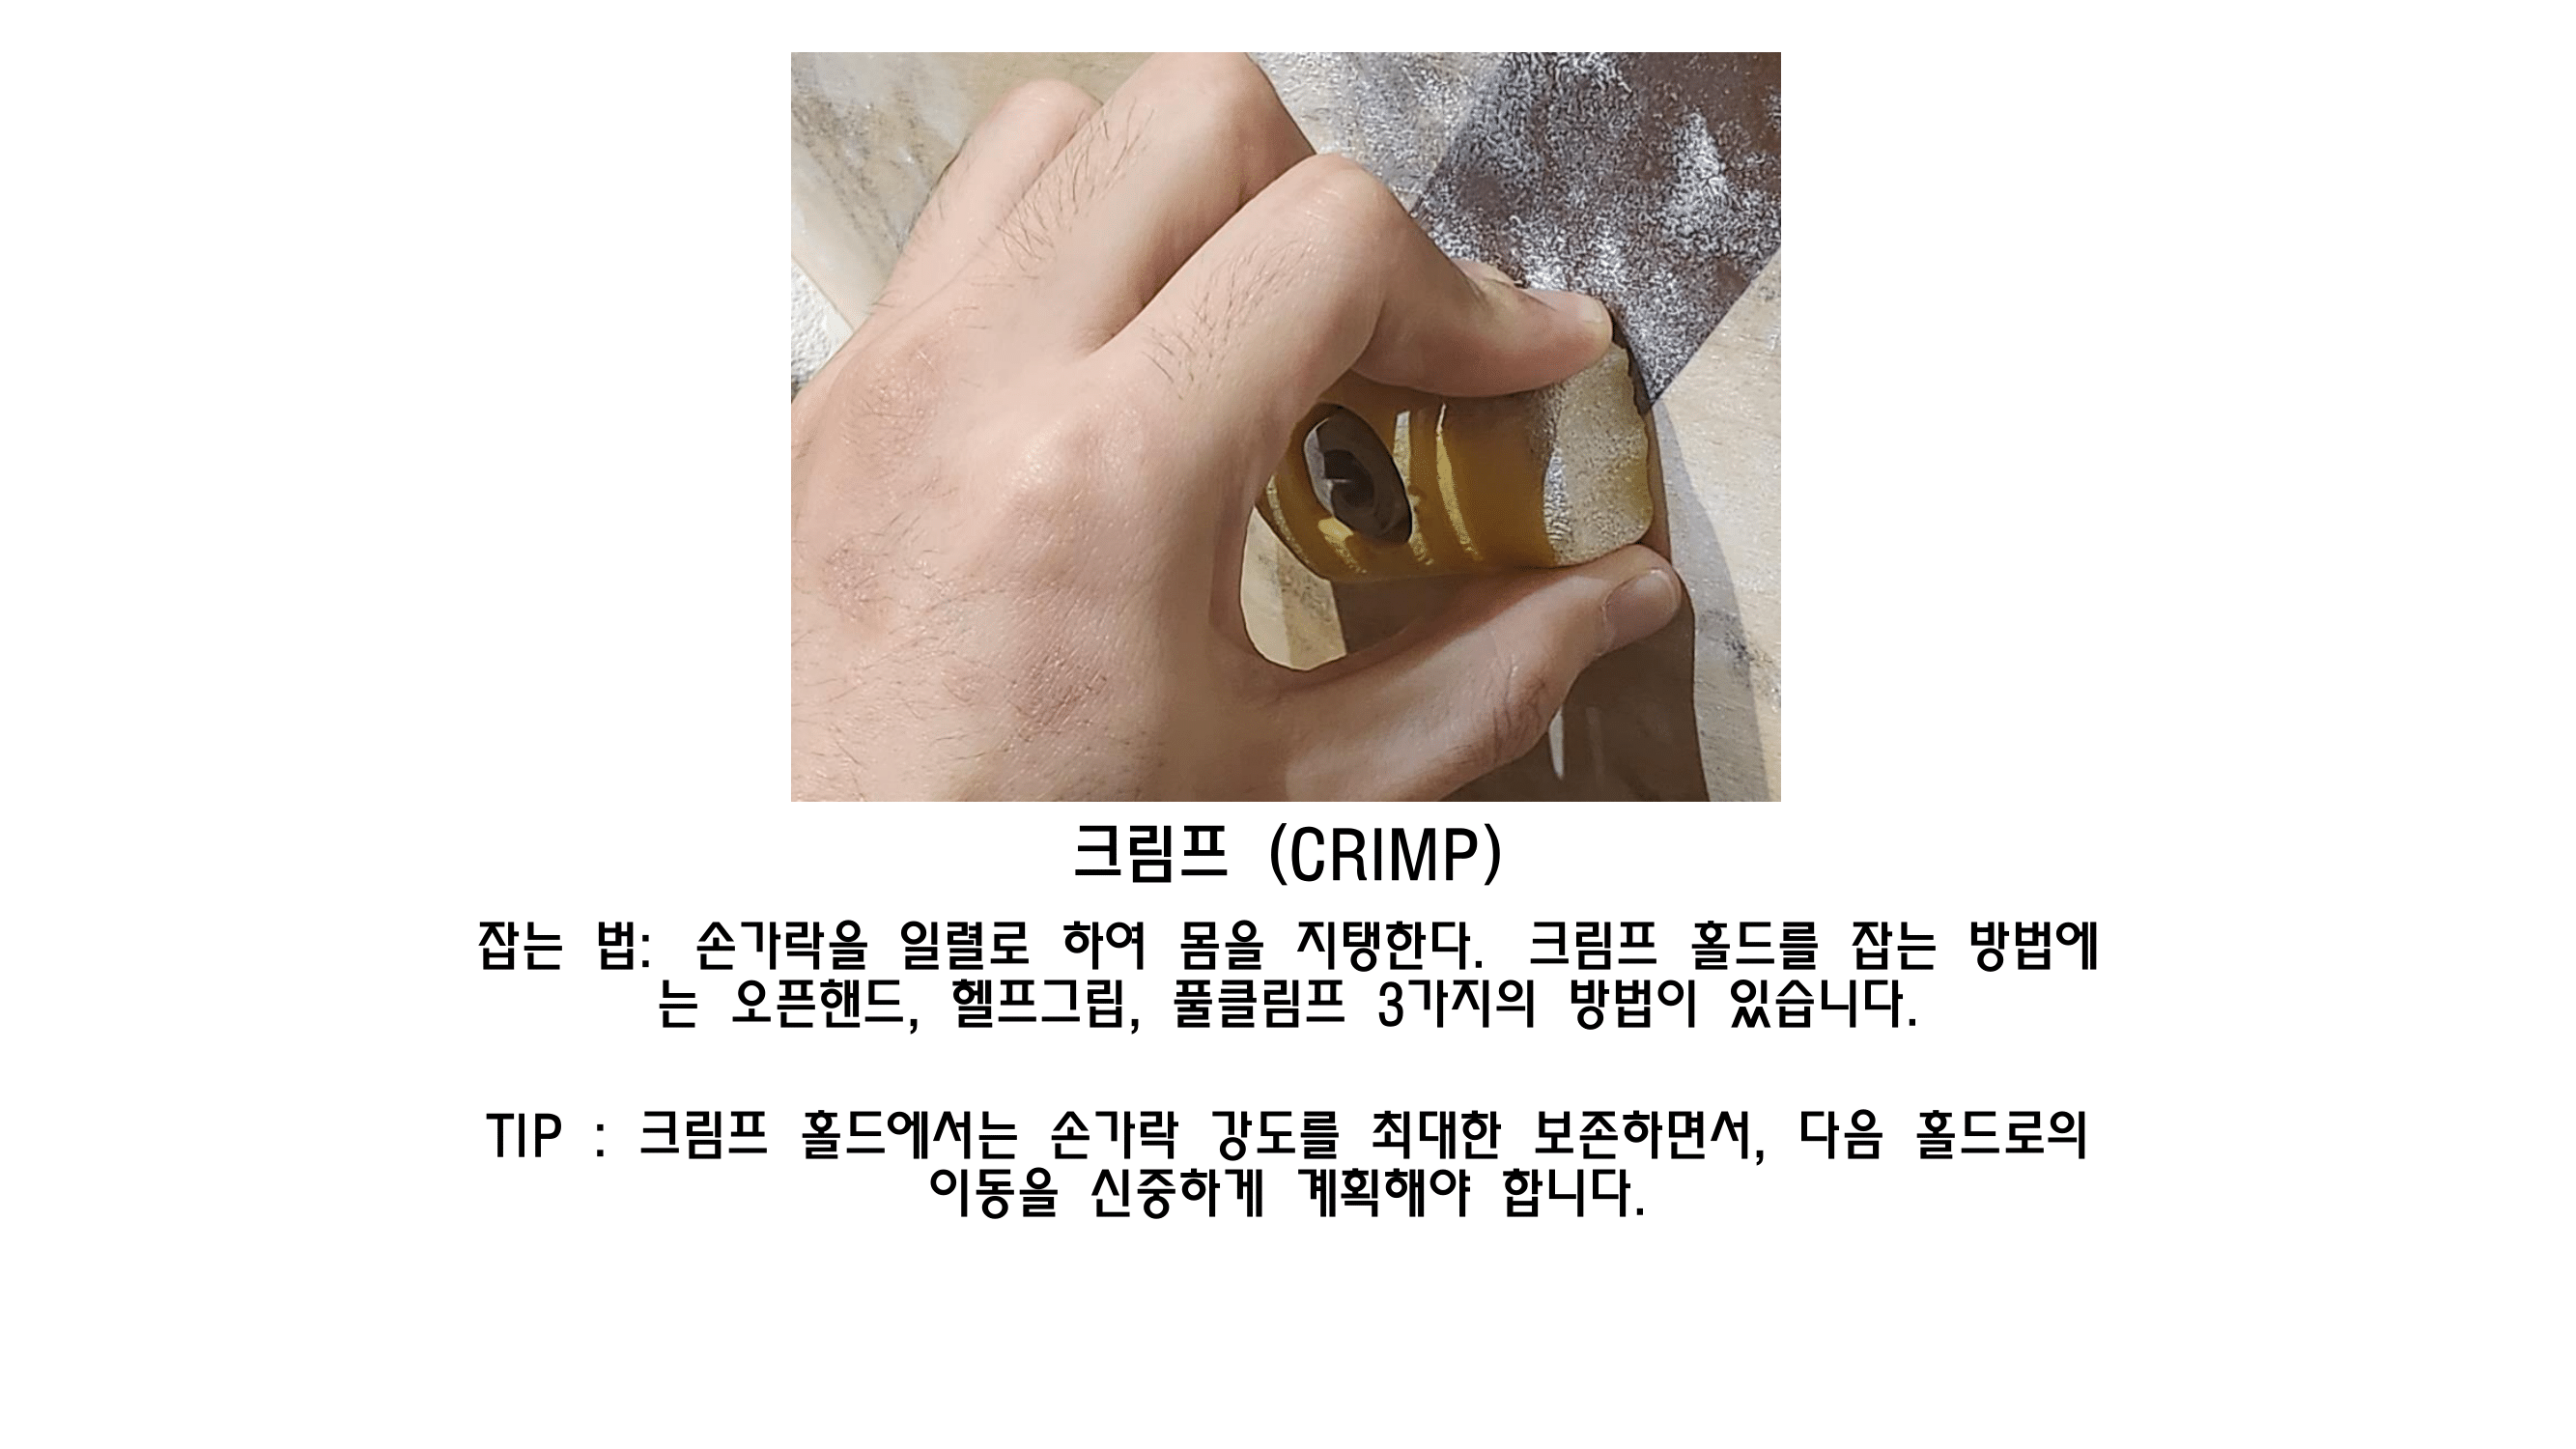 크림프 (CRIMP)
잡는 법: 손가락을 일렬로 하여 몸을 지탱한다. 크림프 홀드를 잡는 방법에
는 오픈핸드, 헬프그립, 풀클림프 3가지의 방법이 있습니다.
TIP : 크림프 홀드에서는 손가락 강도를 최대한 보존하면서, 다음 홀드로의
이동을 신중하게 계획해야 합니다.